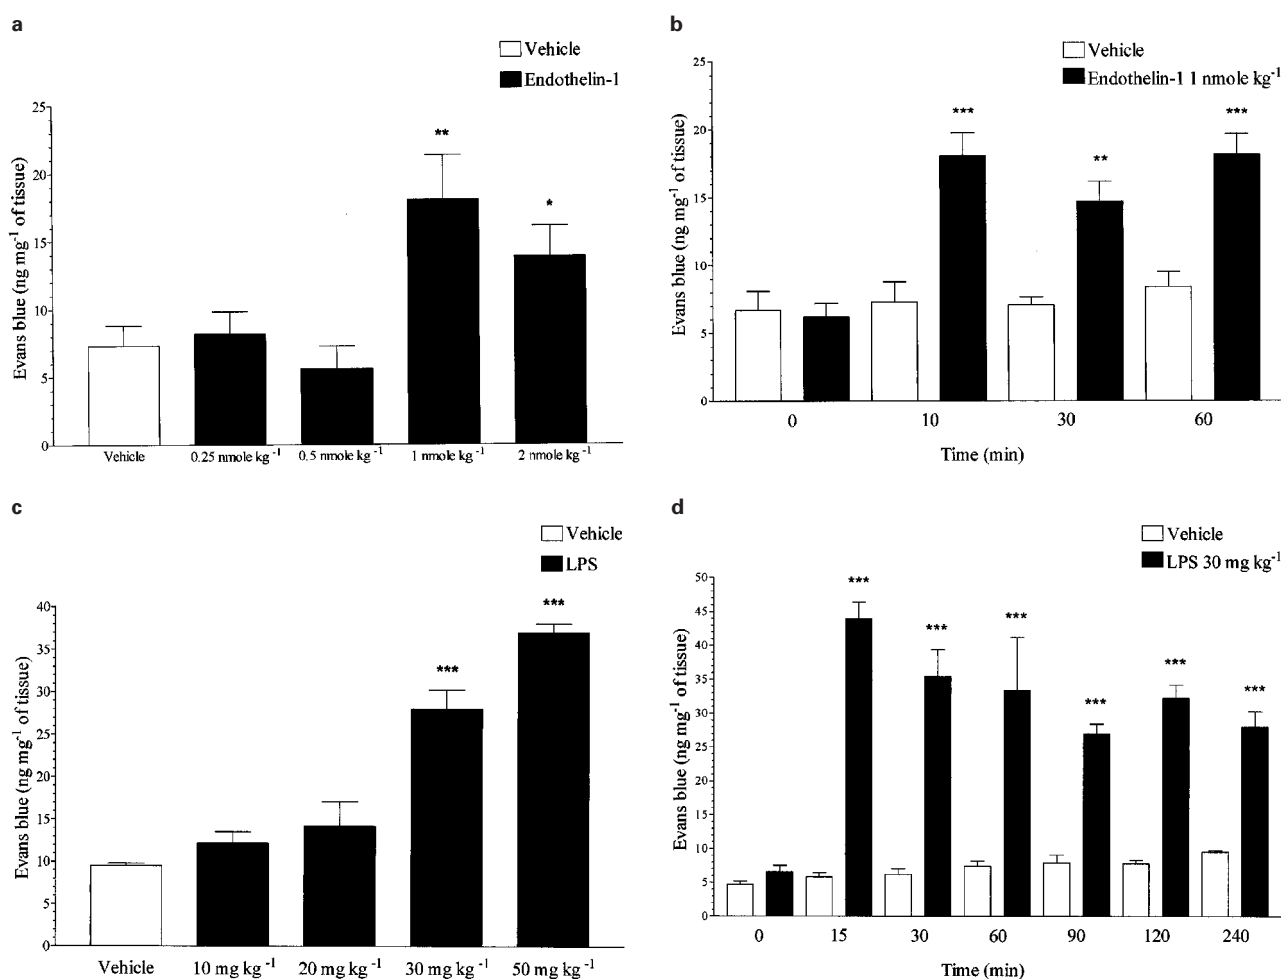 a
Vehicle
Endothelin-1
Evans blue (ng mg⁻¹ of tissue)
25
20
15
10
5
0
**
*
Vehicle 0.25 nmole kg⁻¹ 0.5 nmole kg⁻¹ 1 nmole kg⁻¹ 2 nmole kg⁻¹
b
Vehicle
Endothelin-1 1 nmole kg⁻¹
Evans blue (ng mg⁻¹ of tissue)
25
20
15
10
5
0
***
**
***
0 10 30 60
Time (min)
c
Vehicle
LPS
Evans blue (ng mg⁻¹ of tissue)
40
35
30
25
20
15
10
5
0
***
***
Vehicle 10 mg kg⁻¹ 20 mg kg⁻¹ 30 mg kg⁻¹ 50 mg kg⁻¹
d
Vehicle
LPS 30 mg kg⁻¹
Evans blue (ng mg⁻¹ of tissue)
50
45
40
35
30
25
20
15
10
5
0
***
***
***
***
***
***
0 15 30 60 90 120 240
Time (min)